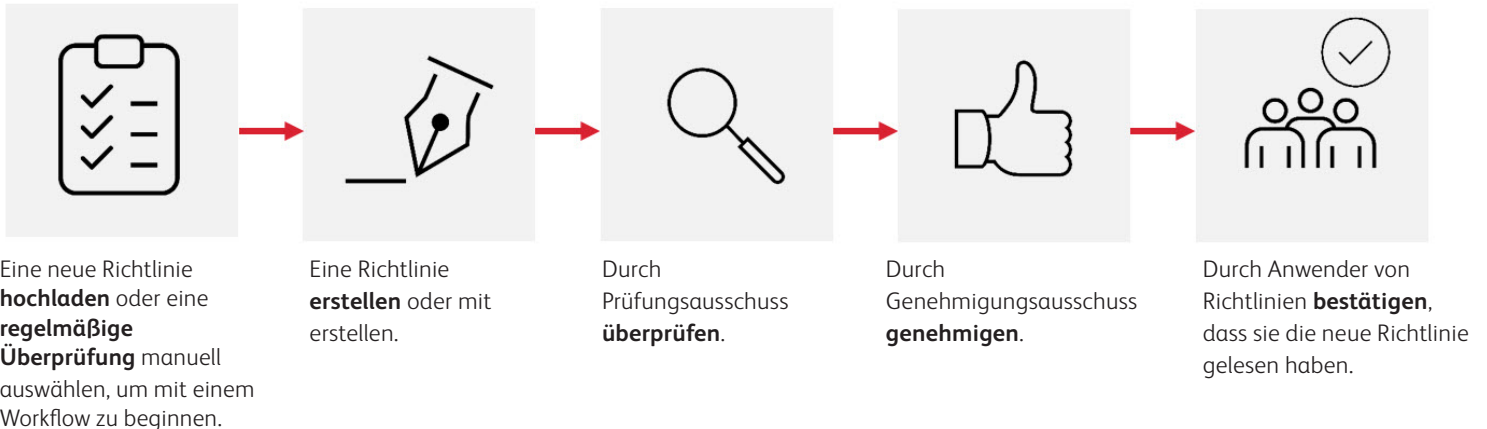 Eine neue Richtlinie
hochladen oder eine
regelmäßige
Überprüfung manuell
auswählen, um mit einem
Workflow zu beginnen.
Eine Richtlinie
erstellen oder mit
erstellen.
Durch
Prüfungsausschuss
überprüfen.
Durch
Genehmigungsausschuss
genehmigen.
Durch Anwender von
Richtlinien bestätigen,
dass sie die neue Richtlinie
gelesen haben.